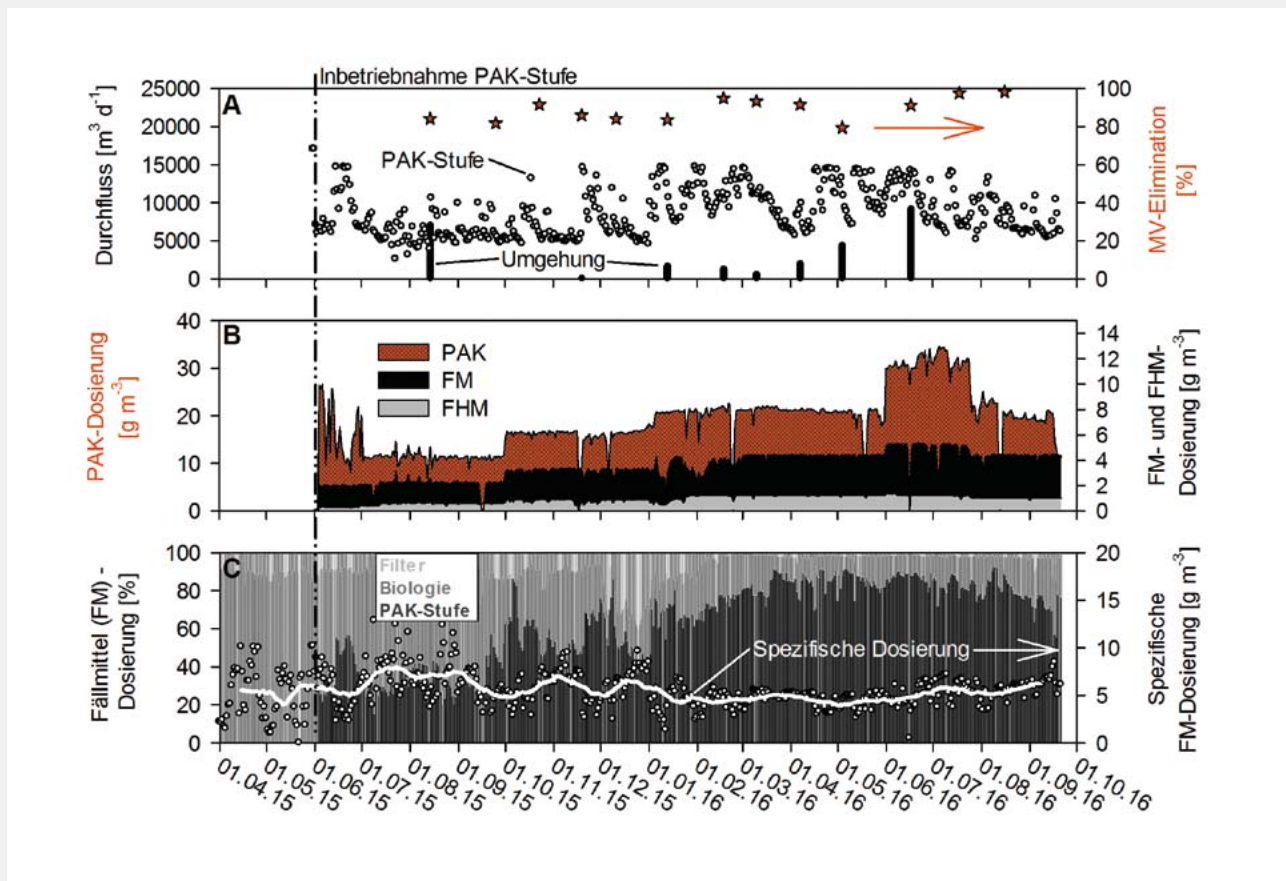 Inbetriebnahme PAK-Stufe
A
Durchfluss [m³ d⁻¹]
25000
20000
15000
10000
5000
0
PAK-Stufe
Umgehung
100
80
60
40
20
0
MV-Elimination
[%]
B
PAK-Dosierung
[g m⁻³]
40
30
20
10
0
PAK
FM
FHM
14
12
10
8
6
4
2
0
FM- und FHM-
Dosierung [g m⁻³]
C
Fällmittel (FM) -
Dosierung [%]
100
80
60
40
20
0
Filter
Biologie
PAK-Stufe
Spezifische Dosierung
20
15
10
5
0
Spezifische
FM-Dosierung [g m⁻³]
01.04.15
01.05.15
01.06.15
01.07.15
01.08.15
01.09.15
01.10.15
01.11.15
01.12.15
01.01.16
01.02.16
01.03.16
01.04.16
01.05.16
01.06.16
01.07.16
01.08.16
01.09.16
01.10.16